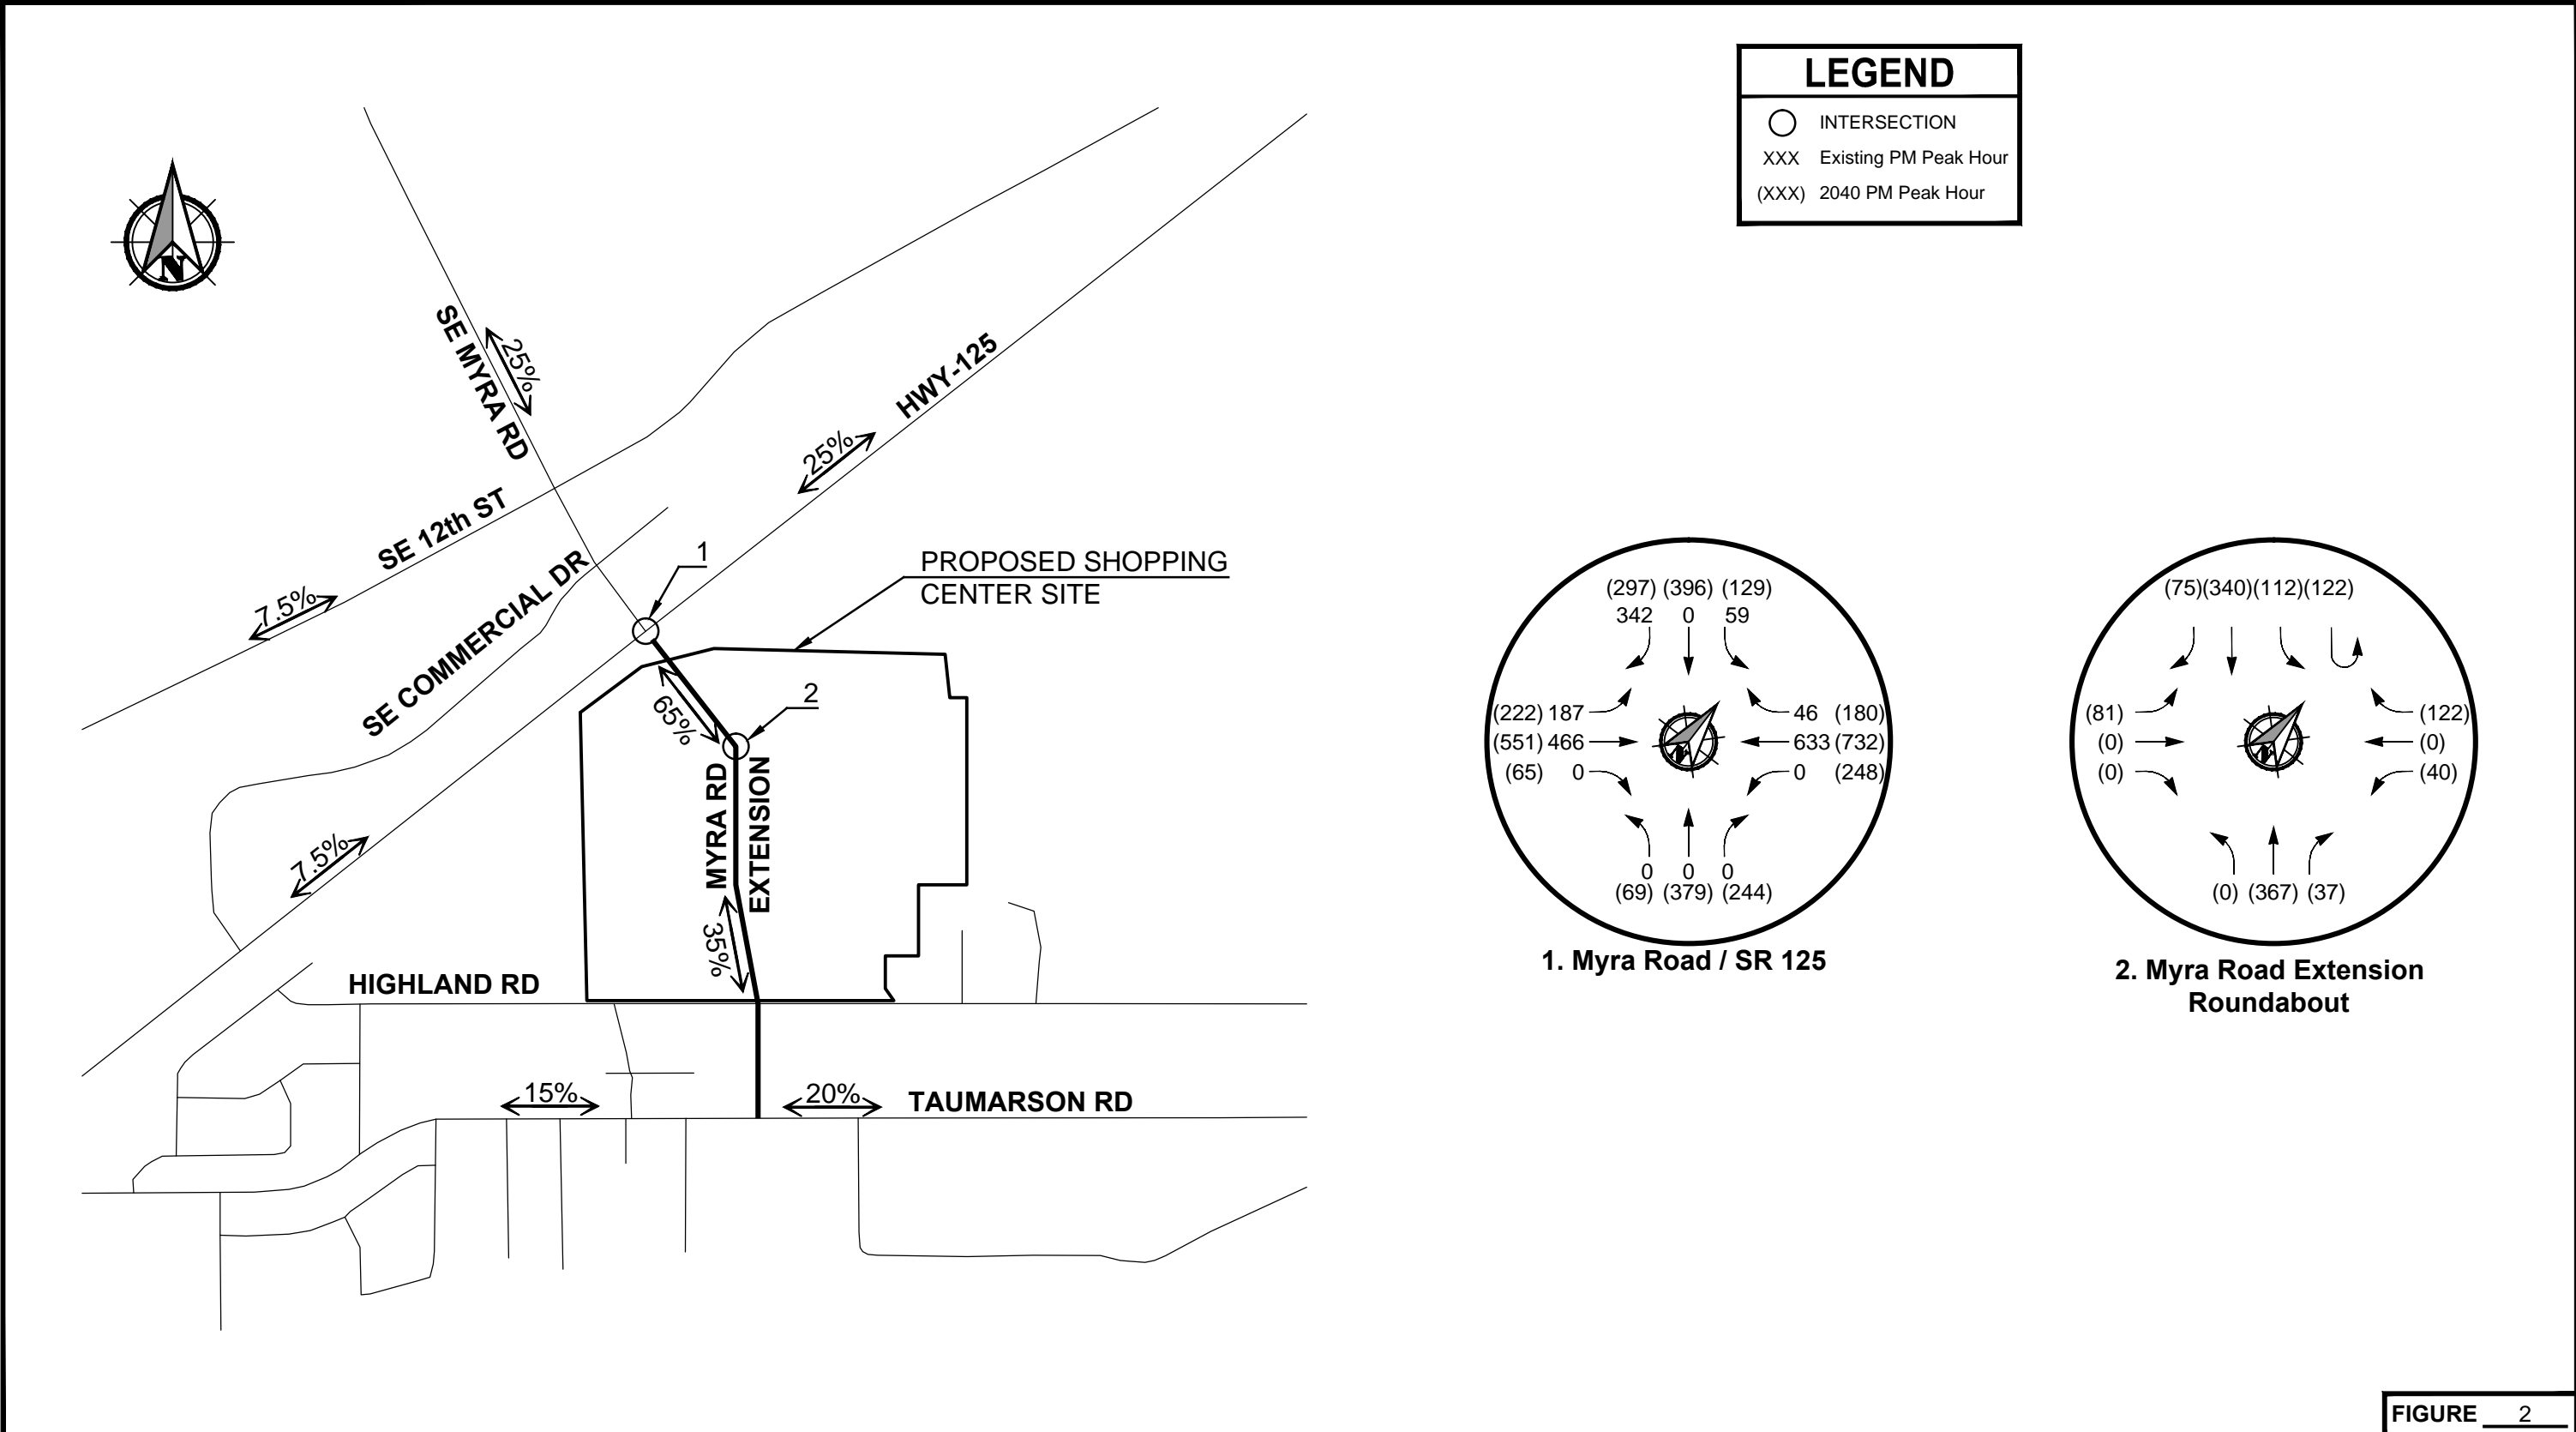 LEGEND
INTERSECTION
XXX Existing PM Peak Hour
(XXX) 2040 PM Peak Hour
N
SE MYRA RD
25%
HWY-125
25%
SE 12th ST
7.5%
SE COMMERCIAL DR
1
PROPOSED SHOPPING
CENTER SITE
2
65%
MYRA RD
EXTENSION
7.5%
35%
HIGHLAND RD
15%
20%
TAUMARSON RD
(297) (396) (129)
342 0 59
(222) 187
(551) 466
(65) 0
46 (180)
633 (732)
0 (248)
N
0 0 0
(69) (379) (244)
1. Myra Road / SR 125
(75)(340)(112)(122)
(81)
(0)
(0)
(122)
(0)
(40)
N
(0) (367) (37)
2. Myra Road Extension
Roundabout
FIGURE 2